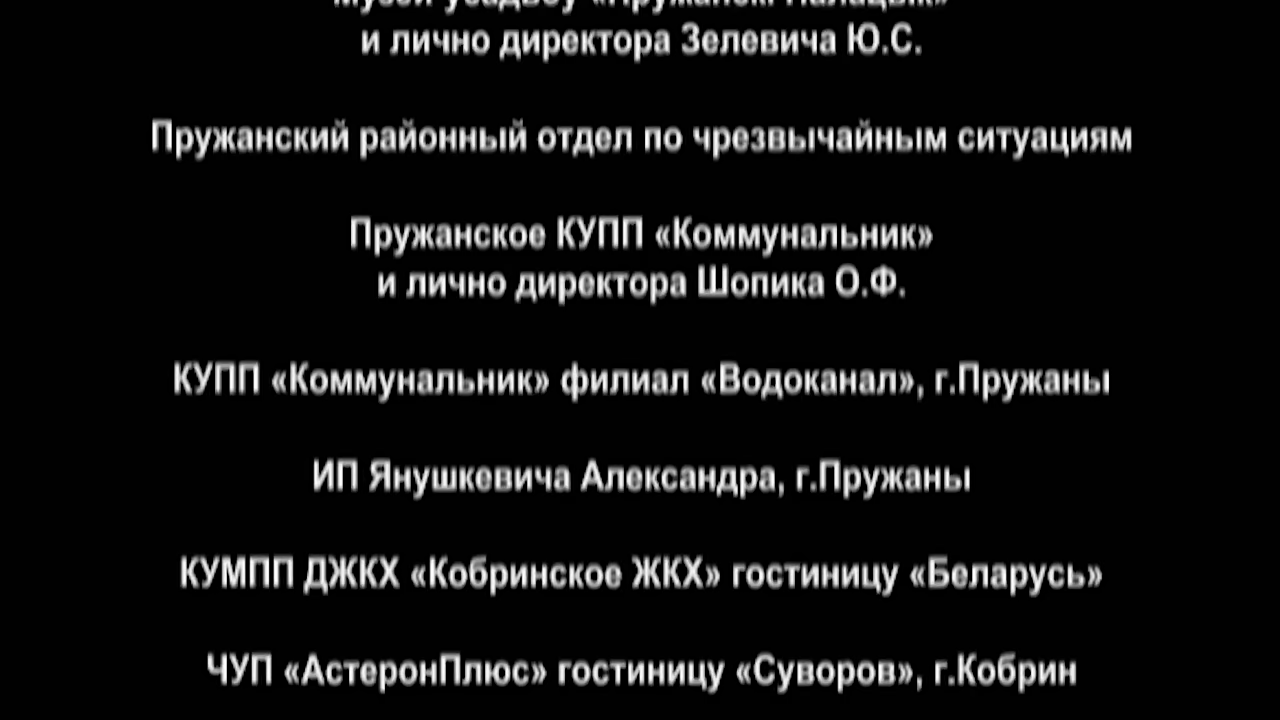 и лично директора Зелевича Ю.С.
Пружанский районный отдел по чрезвычайным ситуациям
Пружанское КУПП «Коммунальник»
и лично директора Шопика О.Ф.
КУПП «Коммунальник» филиал «Водоканал», г.Пружаны
ИП Янушкевича Александра, г.Пружаны
КУМПП ДЖКХ «Кобринское ЖКХ» гостиницу «Беларусь»
ЧУП «АстеронПлюс» гостиницу «Суворов», г.Кобрин